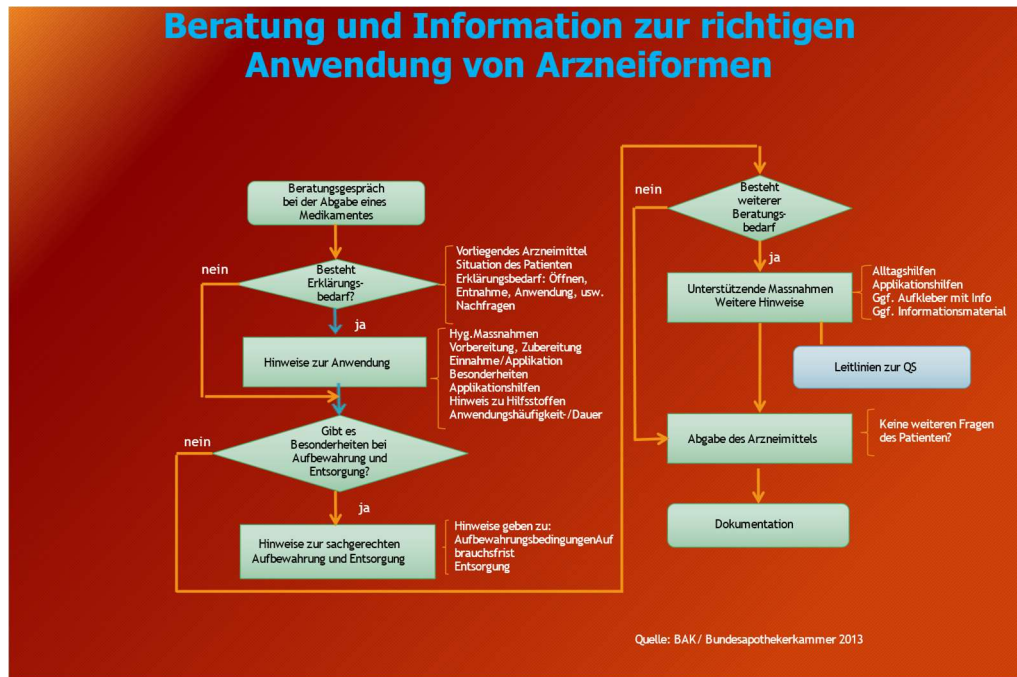 Beratung und Information zur richtigen
Anwendung von Arzneiformen
Beratungsgespräch
bei der Abgabe eines
Medikamentes
nein
Besteht
Erklärungs-
bedarf?
Vorliegendes Arzneimittel
Situation des Patienten
Erklärungsbedarf: Öffnen,
Entnahme, Anwendung, usw.
Nachfragen
ja
Hinweise zur Anwendung
Hyg.Massnahmen
Vorbereitung, Zubereitung
Einnahme/Applikation
Besonderheiten
Applikationshilfen
Hinweis zu Hilfsstoffen
Anwendungshäufigkeit-/Dauer
nein
Gibt es
Besonderheiten bei
Aufbewahrung und
Entsorgung?
ja
Hinweise zur sachgerechten
Aufbewahrung und Entsorgung
Hinweise geben zu:
AufbewahrungsbedingungenAuf
brauchsfrist
Entsorgung
nein
Besteht
weiterer
Beratungs-
bedarf
ja
Unterstützende Massnahmen
Weitere Hinweise
Alltagshilfen
Applikationshilfen
Ggf. Aufkleber mit Info
Ggf. Informationsmaterial
Leitlinien zur QS
Abgabe des Arzneimittels
Keine weiteren Fragen
des Patienten?
Dokumentation
Quelle: BAK/ Bundesapothekerkammer 2013